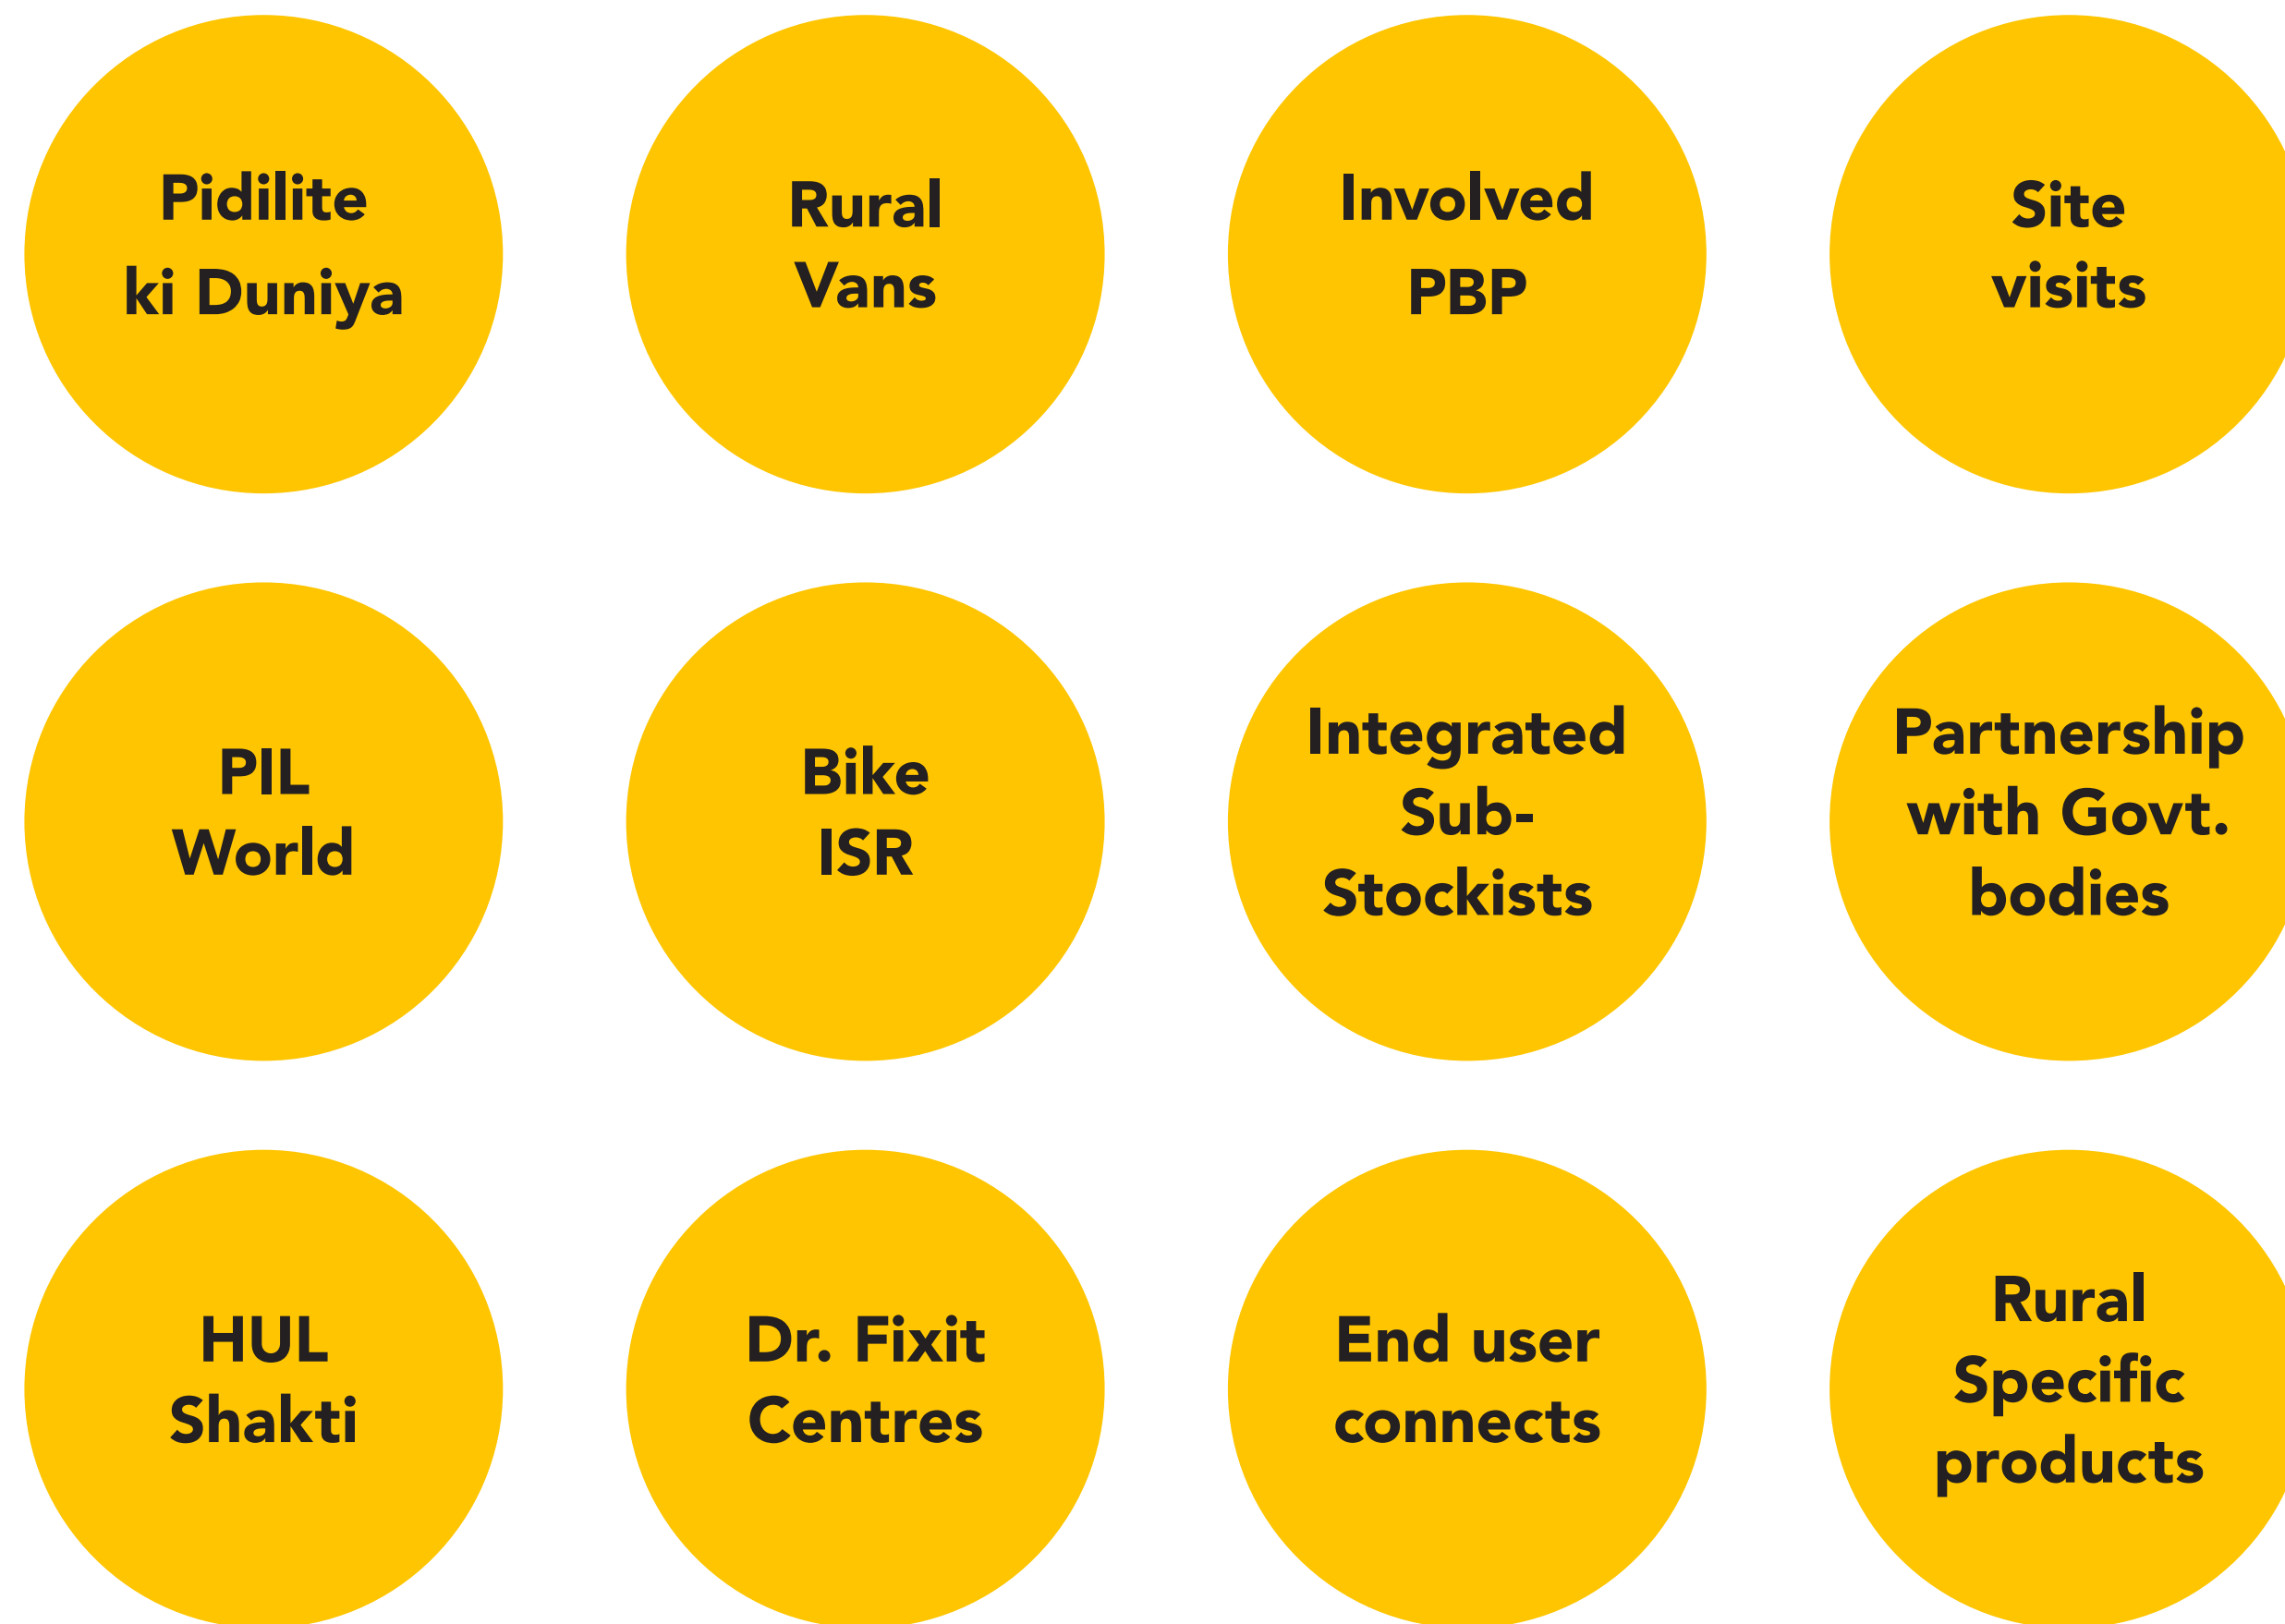 Pidilite
ki Duniya
Rural
Vans
Involved
PBP
Site
visits
PIL
World
Bike
ISR
Integrated
Sub-
Stockists
Partnership
with Govt.
bodies
HUL
Shakti
Dr. Fixit
Centres
End user
connects
Rural
Specific
products